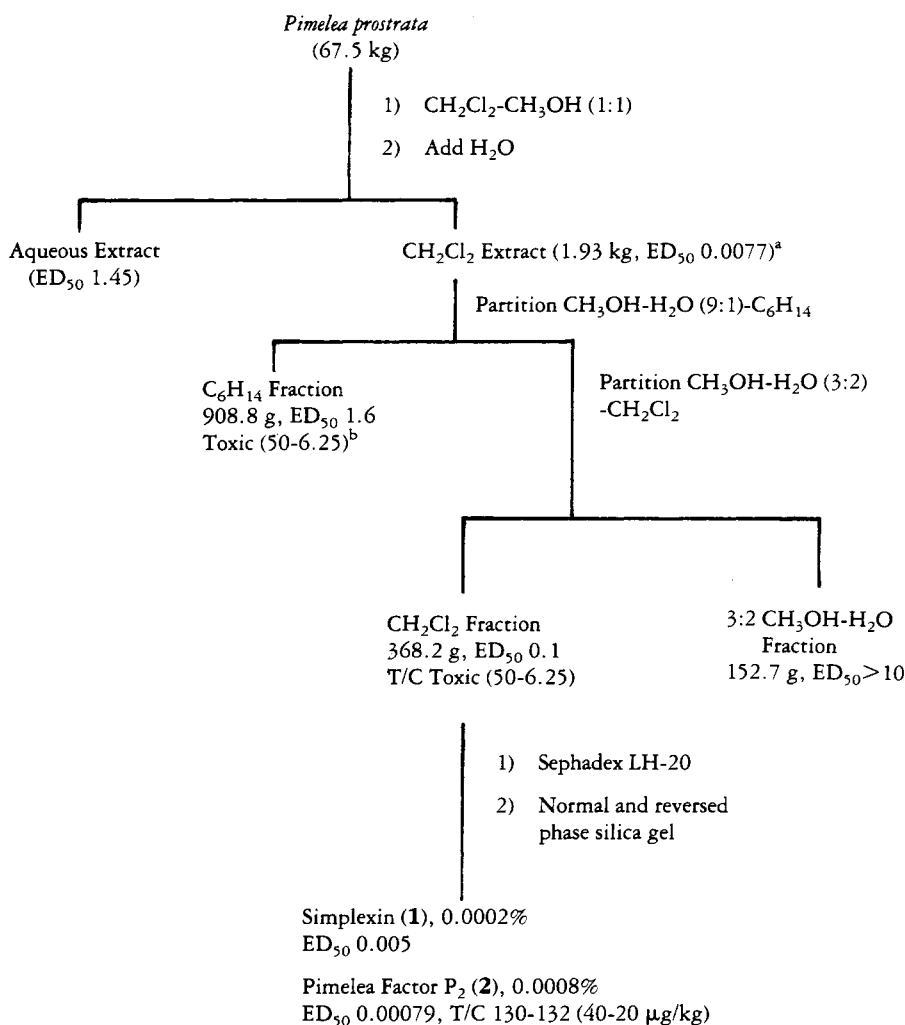 Pimelea prostrata
(67.5 kg)
1) CH₂Cl₂-CH₃OH (1:1)
2) Add H₂O
Aqueous Extract
(ED₅₀ 1.45)
CH₂Cl₂ Extract (1.93 kg, ED₅₀ 0.0077)ᵃ
Partition CH₃OH-H₂O (9:1)-C₆H₁₄
C₆H₁₄ Fraction
908.8 g, ED₅₀ 1.6
Toxic (50-6.25)ᵇ
Partition CH₃OH-H₂O (3:2)
-CH₂Cl₂
CH₂Cl₂ Fraction
368.2 g, ED₅₀ 0.1
T/C Toxic (50-6.25)
3:2 CH₃OH-H₂O
Fraction
152.7 g, ED₅₀>10
1) Sephadex LH-20
2) Normal and reversed
phase silica gel
Simplexin (1), 0.0002%
ED₅₀ 0.005
Pimelea Factor P₂ (2), 0.0008%
ED₅₀ 0.00079, T/C 130-132 (40-20 μg/kg)